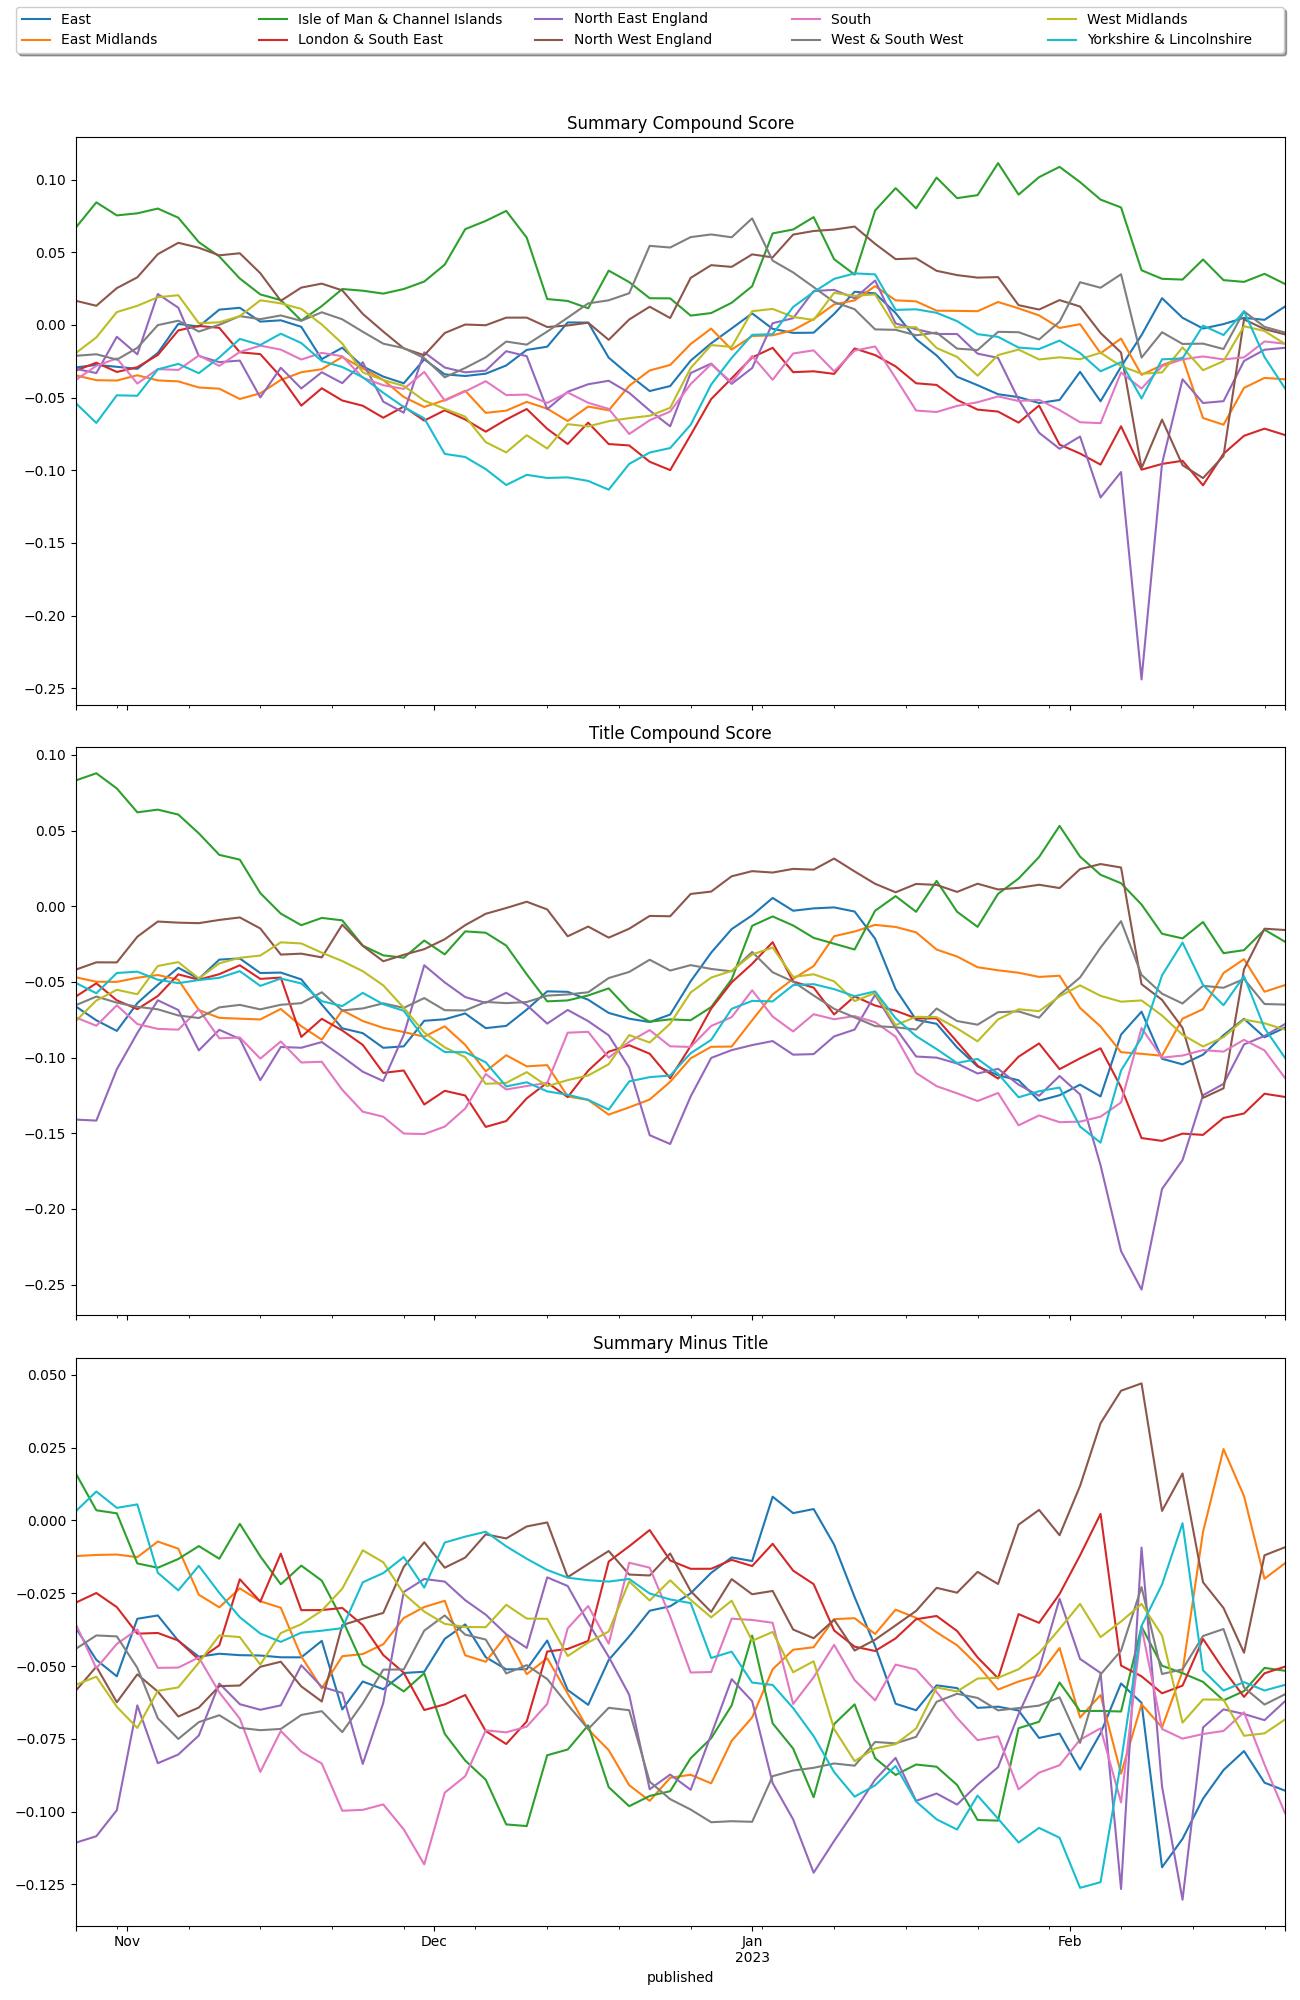 East
East Midlands
Isle of Man & Channel Islands
London & South East
North East England
North West England
South
West & South West
West Midlands
Yorkshire & Lincolnshire
Summary Compound Score
0.10
0.05
0.00
−0.05
−0.10
−0.15
−0.20
−0.25
Title Compound Score
0.10
0.05
0.00
−0.05
−0.10
−0.15
−0.20
−0.25
Summary Minus Title
0.050
0.025
0.000
−0.025
−0.050
−0.075
−0.100
−0.125
Nov
Dec
Jan
2023
Feb
published